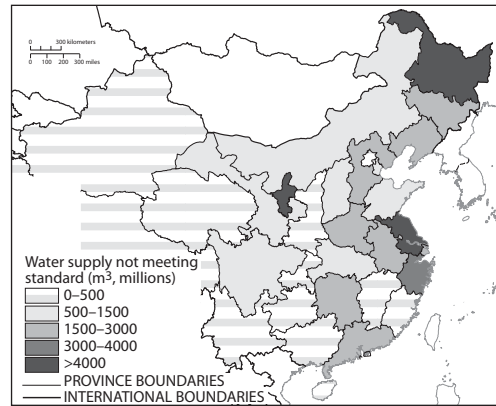 0 300 kilometers
0 100 200 300 miles
Water supply not meeting
standard (m³, millions)
0–500
500–1500
1500–3000
3000–4000
>4000
PROVINCE BOUNDARIES
INTERNATIONAL BOUNDARIES